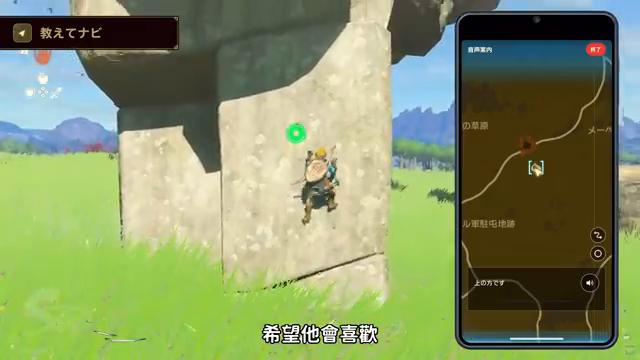 教えてナビ
音声案内
終了
の草原
メーベ
ル軍駐屯地跡
上の方です
希望他會喜歡